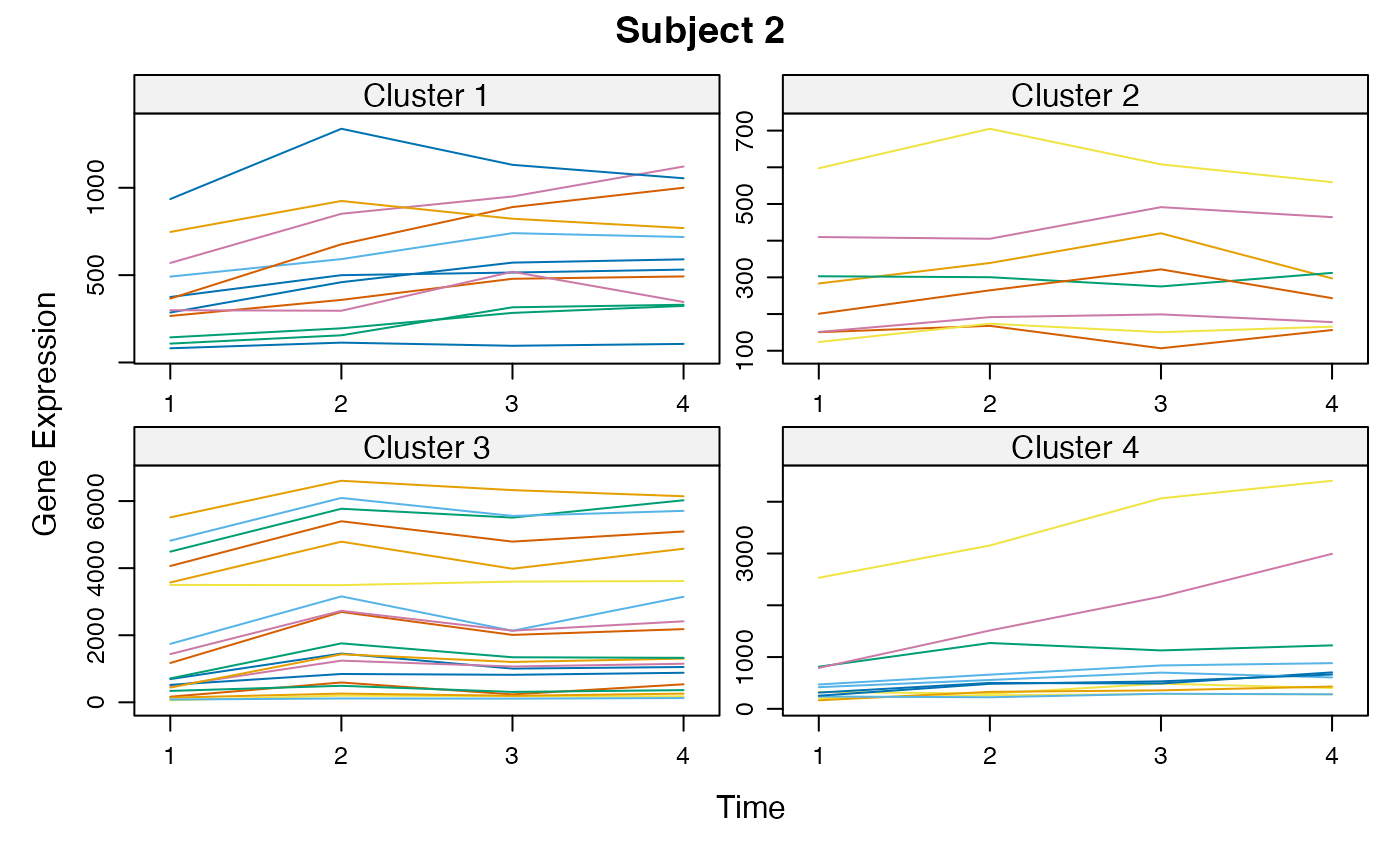 Subject 2
Cluster 1
Cluster 2
500
1000
100
300
500
700
1 2 3 4
1 2 3 4
Gene Expression
Cluster 3
Cluster 4
0
2000
4000
6000
0
1000
3000
1 2 3 4
1 2 3 4
Time